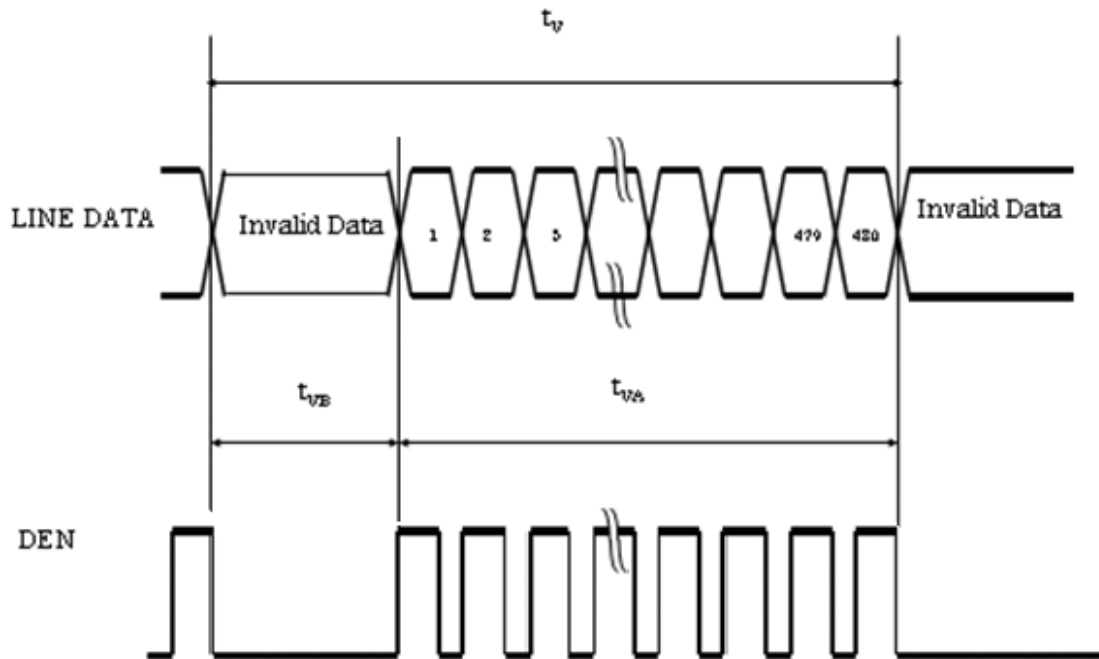 tV
LINE DATA
Invalid Data
1
2
3
479
480
Invalid Data
tVB
tVA
DEN